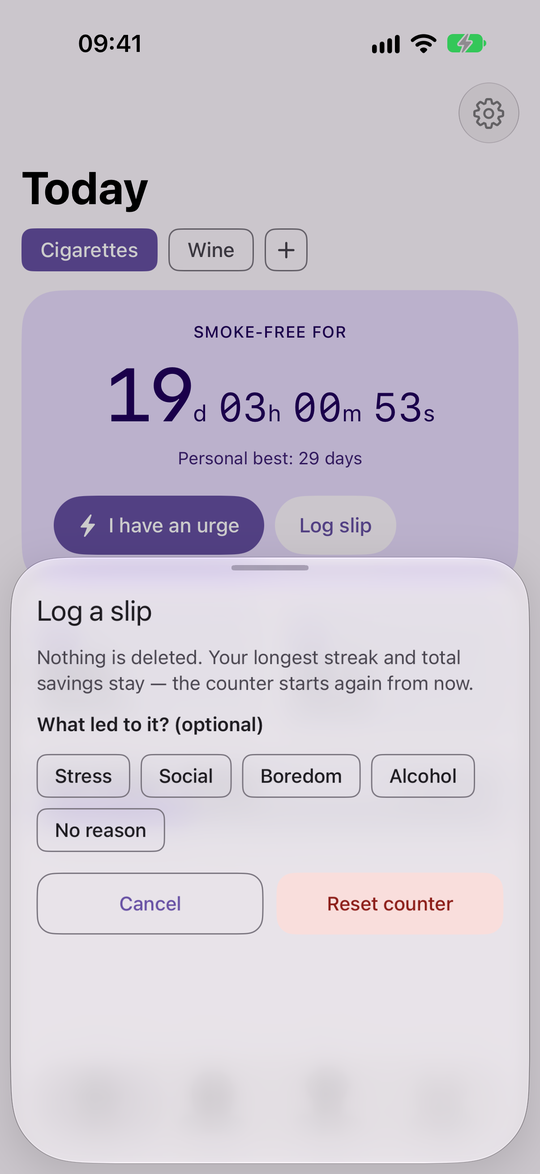 09:41
Today
Cigarettes Wine +
SMOKE-FREE FOR
19d 03h 00m 53s
Personal best: 29 days
I have an urge Log slip
Log a slip
Nothing is deleted. Your longest streak and total
savings stay — the counter starts again from now.
What led to it? (optional)
Stress Social Boredom Alcohol
No reason
Cancel Reset counter